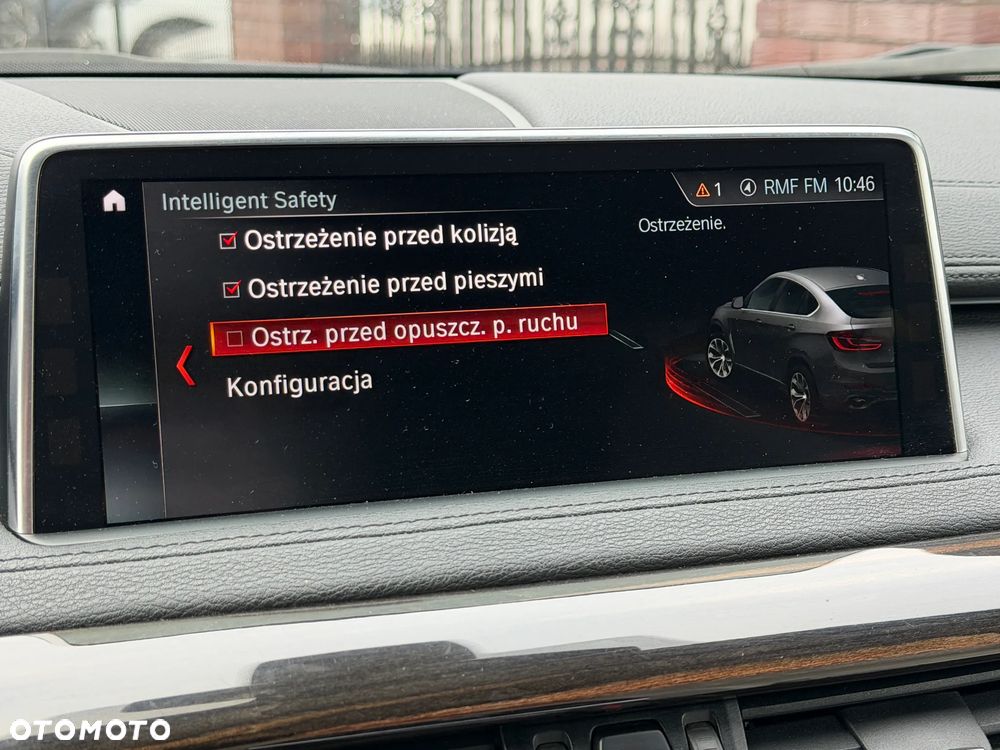 Intelligent Safety
1 RMF FM 10:46
Ostrzeżenie przed kolizją
Ostrzeżenie przed pieszymi
Ostrz. przed opuszcz. p. ruchu
Konfiguracja
Ostrzeżenie.
OTOMOTO